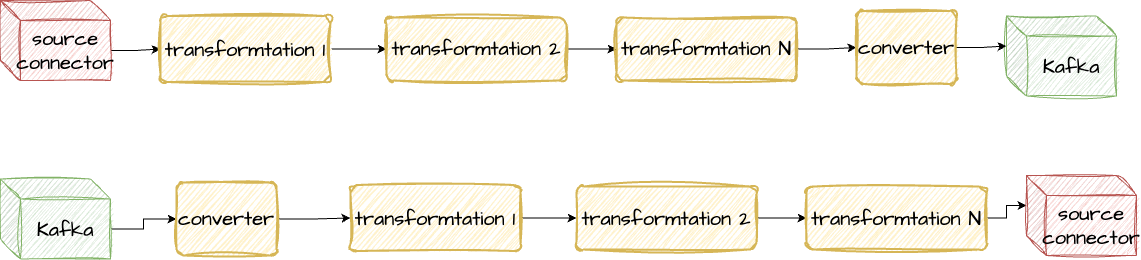 source
connector
transformtation 1
transformtation 2
transformtation N
converter
Kafka
Kafka
converter
transformtation 1
transformtation 2
transformtation N
source
connector